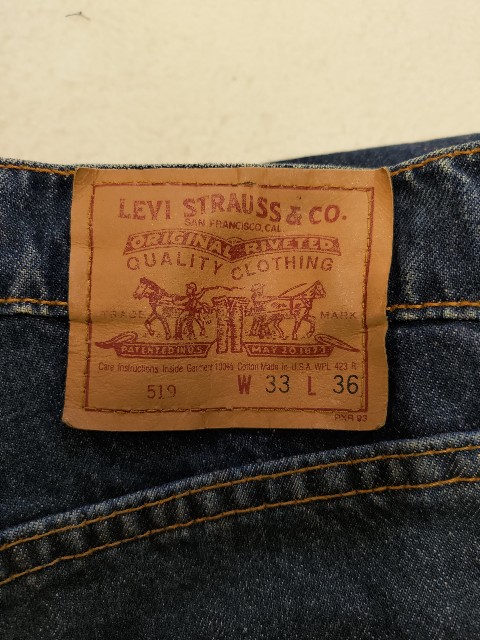 LEVI STRAUSS & CO.
SAN FRANCISCO, CAL
ORIGINAL RIVETED
QUALITY CLOTHING
TRADE MARK
PATENTED IN U.S. MAY 20 1873
Care Instructions Inside Garment 100% Cotton Made in U.S.A. WPL 423 R
519 W 33 L 36